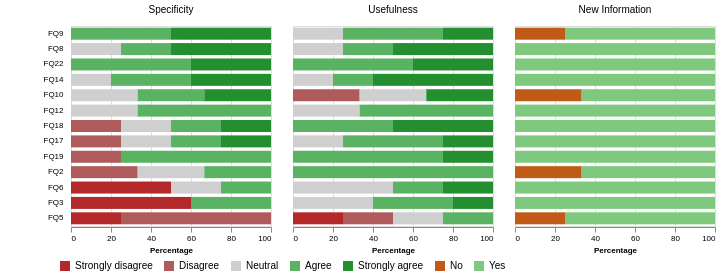 Specificity Usefulness New Information
FQ9
FQ8
FQ22
FQ14
FQ10
FQ12
FQ18
FQ17
FQ19
FQ2
FQ6
FQ3
FQ5
0 20 40 60 80 100 0 20 40 60 80 100 0 20 40 60 80 100
Percentage Percentage Percentage
Strongly disagree Disagree Neutral Agree Strongly agree No Yes